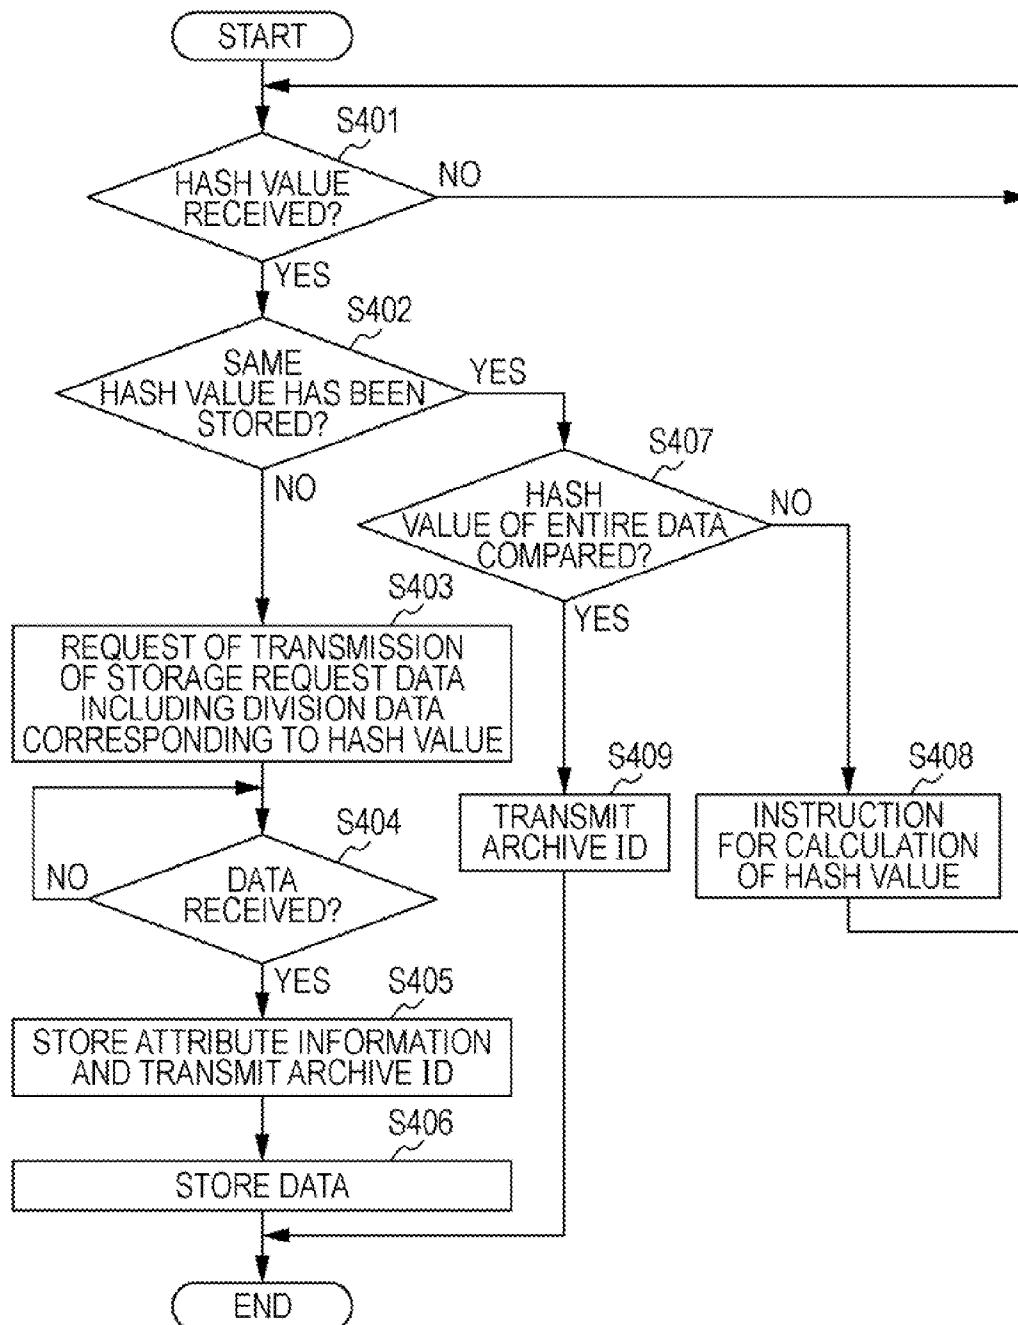 START
S401
HASH VALUE
RECEIVED?
NO
YES
S402
SAME
HASH VALUE HAS BEEN
STORED?
YES
NO
S407
HASH
VALUE OF ENTIRE DATA
COMPARED?
NO
YES
S403
REQUEST OF TRANSMISSION
OF STORAGE REQUEST DATA
INCLUDING DIVISION DATA
CORRESPONDING TO HASH VALUE
S409
TRANSMIT
ARCHIVE ID
S408
INSTRUCTION
FOR CALCULATION
OF HASH VALUE
S404
DATA
RECEIVED?
NO
YES
S405
STORE ATTRIBUTE INFORMATION
AND TRANSMIT ARCHIVE ID
S406
STORE DATA
END